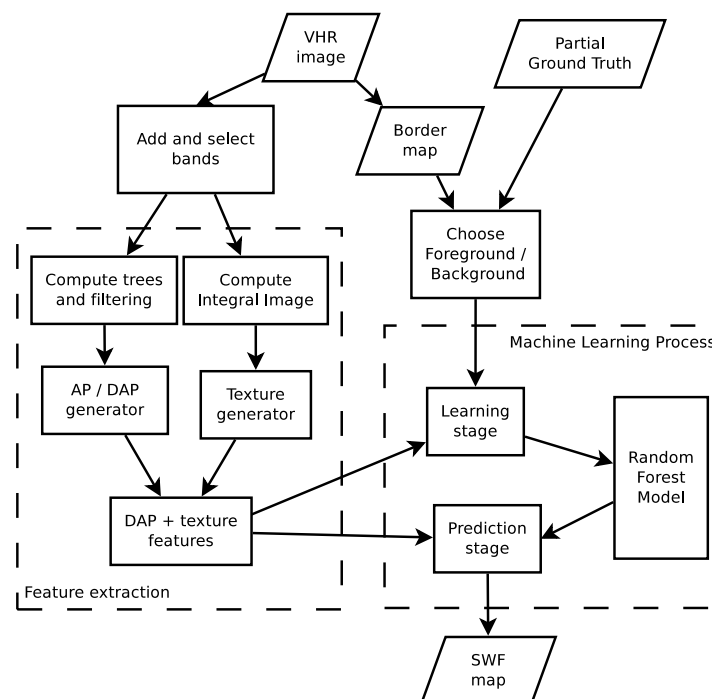 VHR
image
Partial
Ground Truth
Add and select
bands
Border
map
Choose
Foreground /
Background
Compute trees
and filtering
Compute
Integral Image
Machine Learning Process
AP / DAP
generator
Texture
generator
Learning
stage
Random
Forest
Model
DAP + texture
features
Prediction
stage
Feature extraction
SWF
map